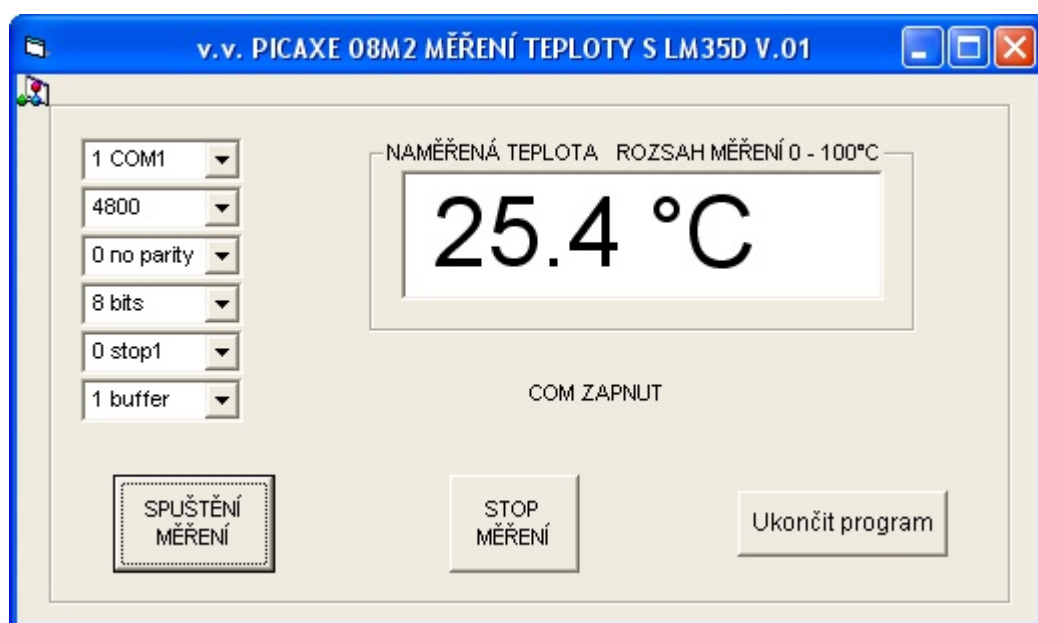 v.v. PICAXE 08M2 MĚŘENÍ TEPLOTY S LM35D V.01
1 COM1
4800
0 no parity
8 bits
0 stop1
1 buffer
NAMĚŘENÁ TEPLOTA ROZSAH MĚŘENÍ 0 - 100°C
25.4 °C
COM ZAPNUT
SPUŠTĚNÍ
MĚŘENÍ
STOP
MĚŘENÍ
Ukončit program